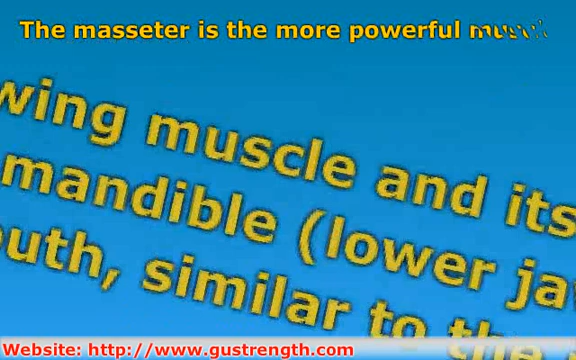 The masseter is the more powerful
wing muscle and its
mandible (lower ja
outh, similar to the
Website: http://www.gustrength.com